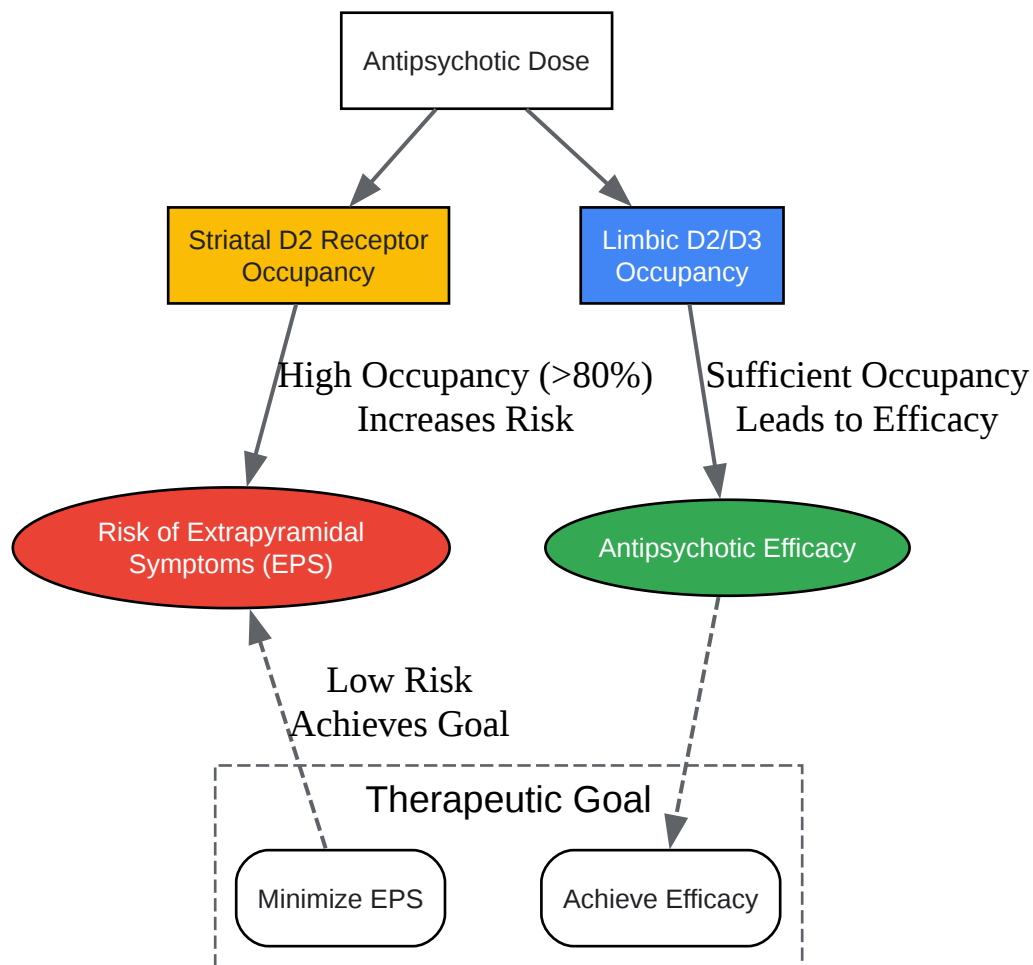 Antipsychotic Dose
Striatal D2 Receptor
Occupancy
Limbic D2/D3
Occupancy
High Occupancy (>80%)
Increases Risk
Sufficient Occupancy
Leads to Efficacy
Risk of Extrapyramidal
Symptoms (EPS)
Antipsychotic Efficacy
Low Risk
Achieves Goal
Therapeutic Goal
Minimize EPS
Achieve Efficacy